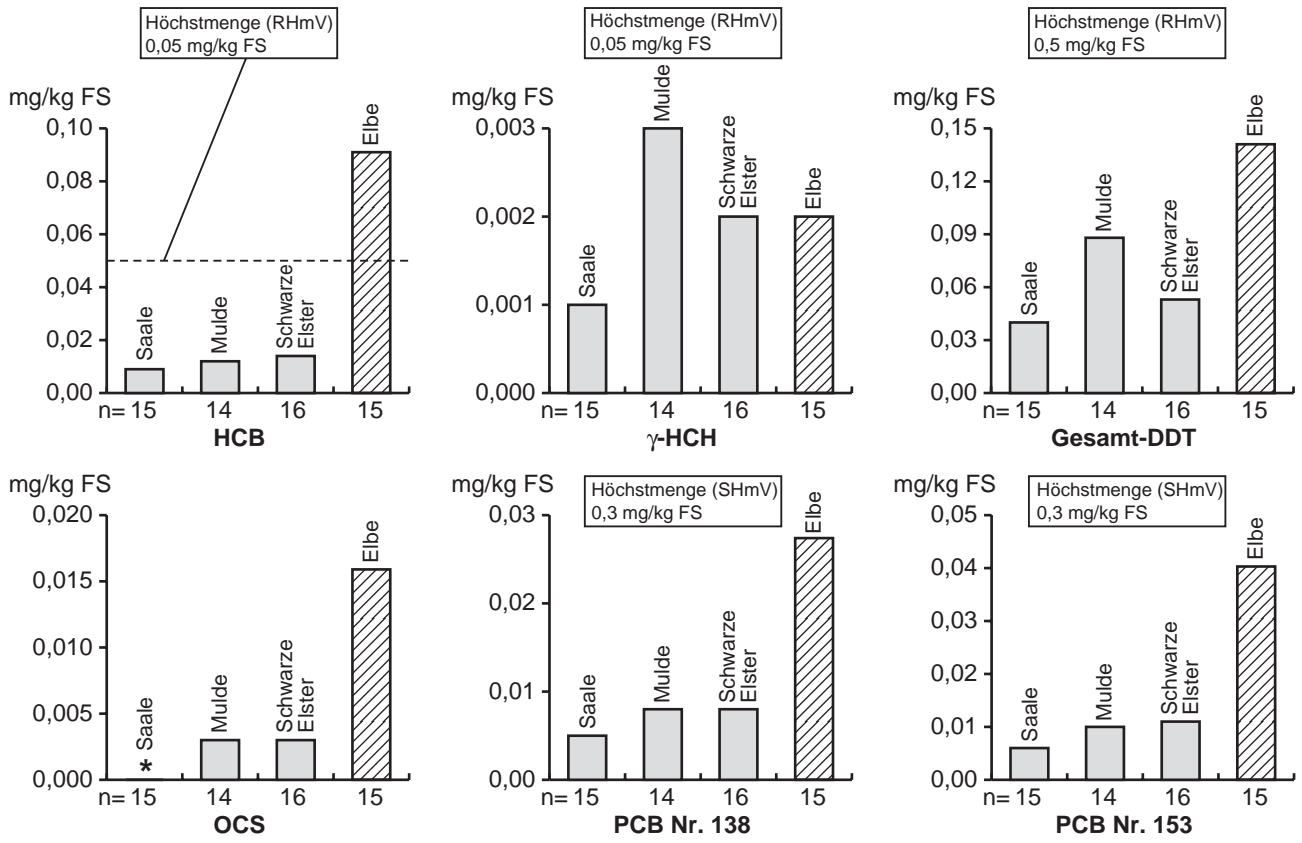 Höchstmenge (RHmV)
0,05 mg/kg FS
mg/kg FS
0,10
0,08
0,06
0,04
0,02
0,00
Saale
Mulde
Schwarze
Elster
Elbe
n= 15
14
16
15
HCB
Höchstmenge (RHmV)
0,05 mg/kg FS
mg/kg FS
0,003
0,002
0,001
0,000
Saale
Mulde
Schwarze
Elster
Elbe
n= 15
14
16
15
γ-HCH
Höchstmenge (RHmV)
0,5 mg/kg FS
mg/kg FS
0,15
0,12
0,09
0,06
0,03
0,00
Saale
Mulde
Schwarze
Elster
Elbe
n= 15
14
16
15
Gesamt-DDT
mg/kg FS
0,020
0,015
0,010
0,005
0,000
Saale
*
Mulde
Schwarze
Elster
Elbe
n= 15
14
16
15
OCS
Höchstmenge (SHmV)
0,3 mg/kg FS
mg/kg FS
0,03
0,02
0,01
0,00
Saale
Mulde
Schwarze
Elster
Elbe
n= 15
14
16
15
PCB Nr. 138
Höchstmenge (SHmV)
0,3 mg/kg FS
mg/kg FS
0,05
0,04
0,03
0,02
0,01
0,00
Saale
Mulde
Schwarze
Elster
Elbe
n= 15
14
16
15
PCB Nr. 153